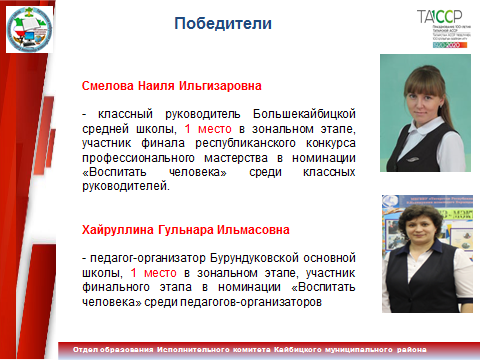 Победители
ТАССР
1920-2020
Смелова Наиля Ильгизаровна
- классный руководитель Большекайбицкой
средней школы, 1 место в зональном этапе,
участник финала республиканского конкурса
профессионального мастерства в номинации
«Воспитать человека» среди классных
руководителей.
Хайруллина Гульнара Ильмасовна
- педагог-организатор Бурундуковской основной
школы, 1 место в зональном этапе, участник
финального этапа в номинации «Воспитать
человека» среди педагогов-организаторов
Отдел образования Исполнительного комитета Кайбицкого муниципального района